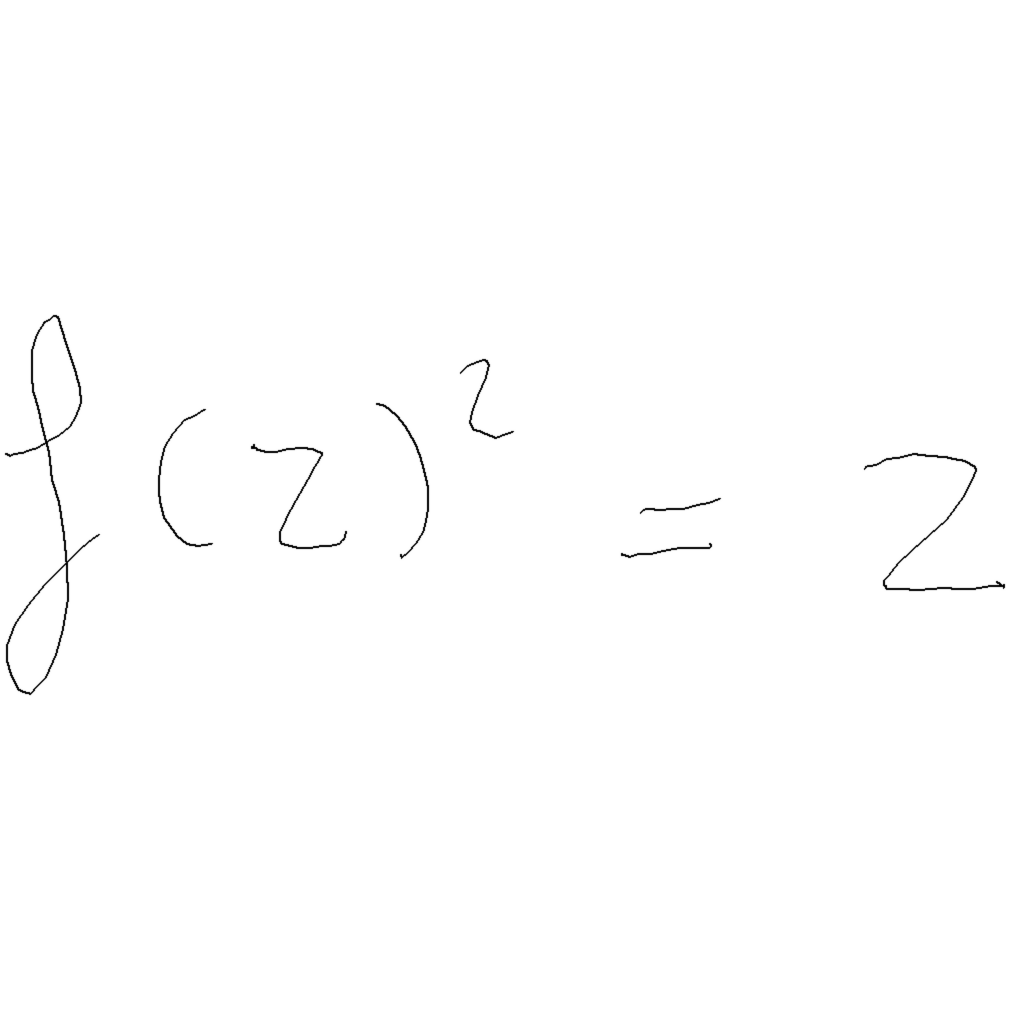 f(z)² = z